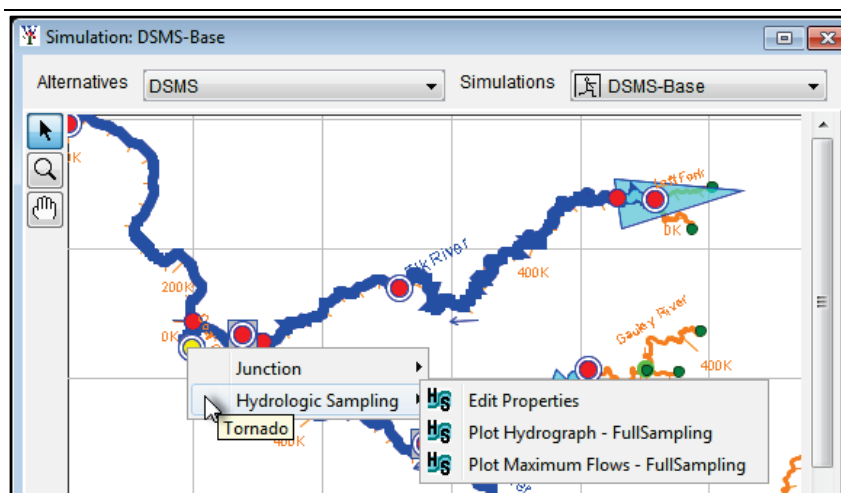 Simulation: DSMS-Base
Alternatives DSMS Simulations DSMS-Base
Left Fork
0K
Elk River
400K
200K
0K
Gauley River
400K
Junction
Hydrologic Sampling
Tornado
Edit Properties
Plot Hydrograph - FullSampling
Plot Maximum Flows - FullSampling